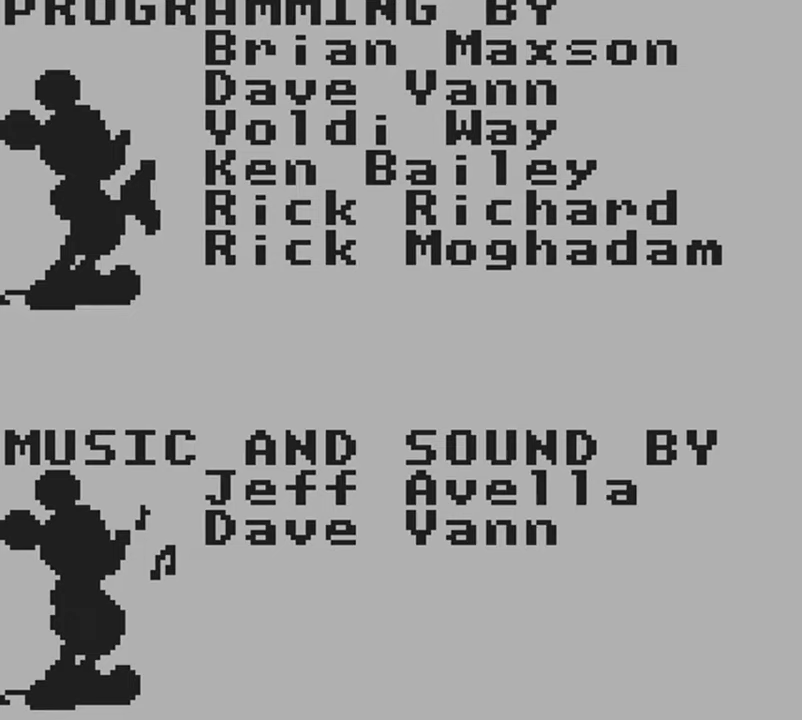 PROGRAMMING BY
Brian Maxson
Dave Vann
Voldi Way
Ken Bailey
Rick Richard
Rick Moghadam
MUSIC AND SOUND BY
Jeff Avella
Dave Vann